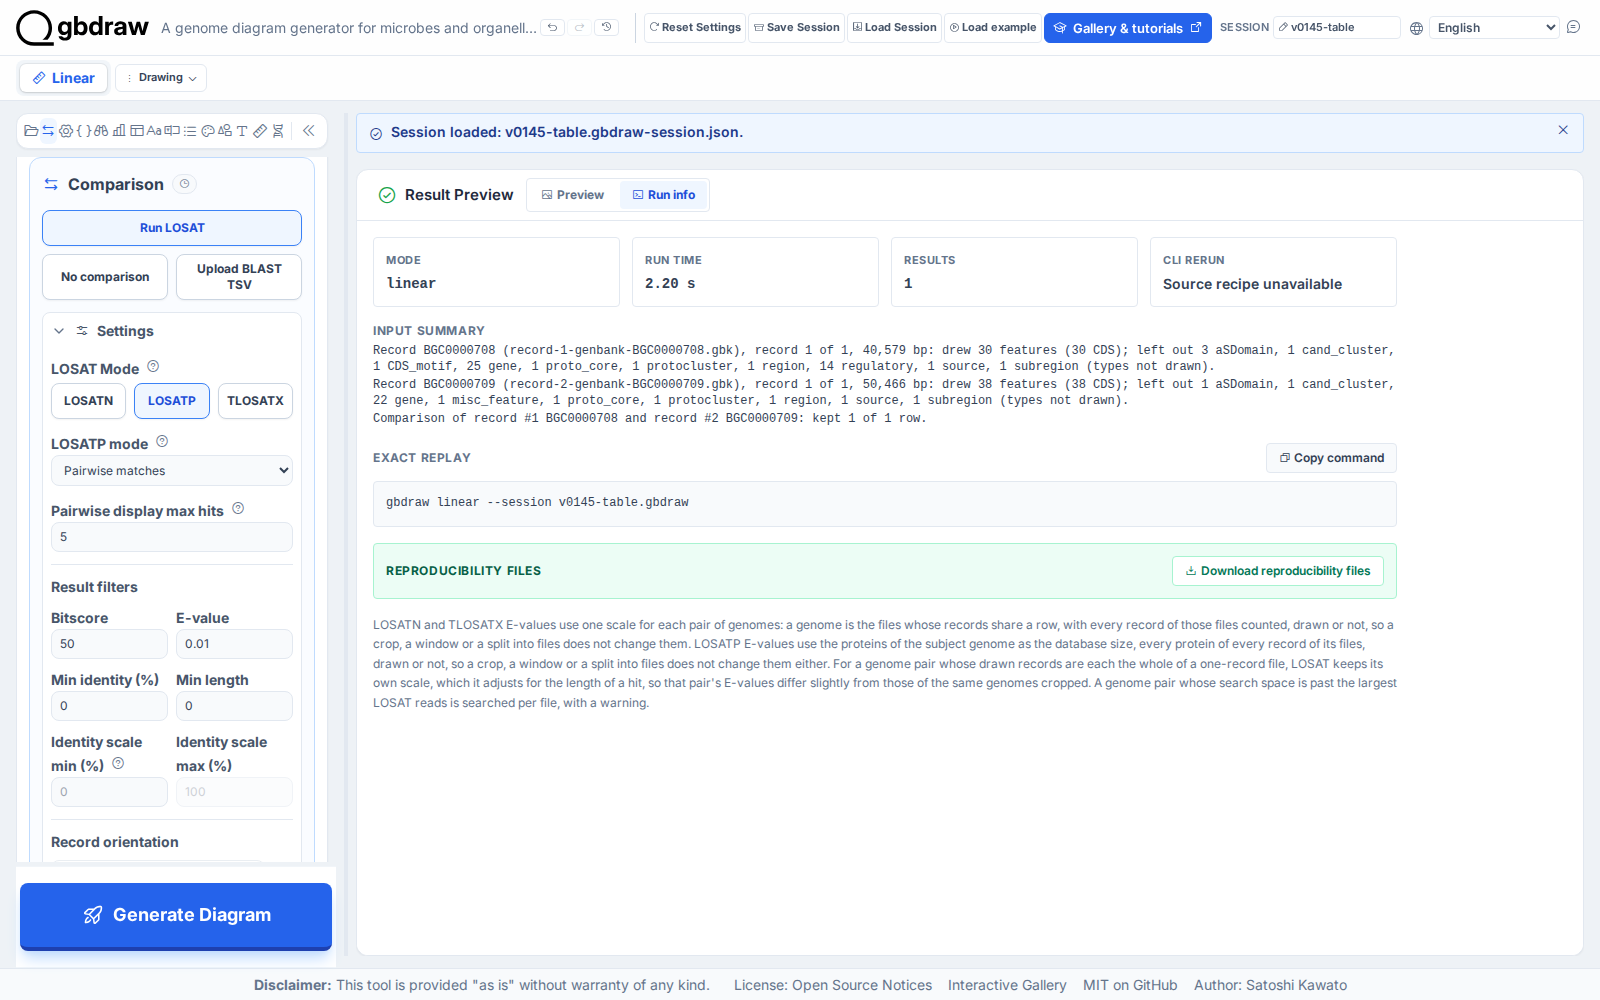 gbdraw A genome diagram generator for microbes and organell... Reset Settings Save Session Load Session Load example Gallery & tutorials SESSION v0145-table English
Linear Drawing
{ } Aa T
Session loaded: v0145-table.gbdraw-session.json.
Comparison
Run LOSAT
No comparison
Upload BLAST
TSV
Settings
LOSAT Mode
LOSATN LOSATP TLOSATX
LOSATP mode
Pairwise matches
Pairwise display max hits
5
Result filters
Bitscore E-value
50 0.01
Min identity (%) Min length
0 0
Identity scale
min (%)
Identity scale
max (%)
0 100
Record orientation
Generate Diagram
Result Preview Preview Run info
MODE
linear
RUN TIME
2.20 s
RESULTS
1
CLI RERUN
Source recipe unavailable
INPUT SUMMARY
Record BGC0000708 (record-1-genbank-BGC0000708.gbk), record 1 of 1, 40,579 bp: drew 30 features (30 CDS); left out 3 aSDomain, 1 cand_cluster,
1 CDS_motif, 25 gene, 1 proto_core, 1 protocluster, 1 region, 14 regulatory, 1 source, 1 subregion (types not drawn).
Record BGC0000709 (record-2-genbank-BGC0000709.gbk), record 1 of 1, 50,466 bp: drew 38 features (38 CDS); left out 1 aSDomain, 1 cand_cluster,
22 gene, 1 misc_feature, 1 proto_core, 1 protocluster, 1 region, 1 source, 1 subregion (types not drawn).
Comparison of record #1 BGC0000708 and record #2 BGC0000709: kept 1 of 1 row.
EXACT REPLAY Copy command
gbdraw linear --session v0145-table.gbdraw
REPRODUCIBILITY FILES Download reproducibility files
LOSATN and TLOSATX E-values use one scale for each pair of genomes: a genome is the files whose records share a row, with every record of those files counted, drawn or not, so a
crop, a window or a split into files does not change them. LOSATP E-values use the proteins of the subject genome as the database size, every protein of every record of its files,
drawn or not, so a crop, a window or a split into files does not change them either. For a genome pair whose drawn records are each the whole of a one-record file, LOSAT keeps its
own scale, which it adjusts for the length of a hit, so that pair's E-values differ slightly from those of the same genomes cropped. A genome pair whose search space is past the largest
LOSAT reads is searched per file, with a warning.
Disclaimer: This tool is provided "as is" without warranty of any kind. License: Open Source Notices Interactive Gallery MIT on GitHub Author: Satoshi Kawato